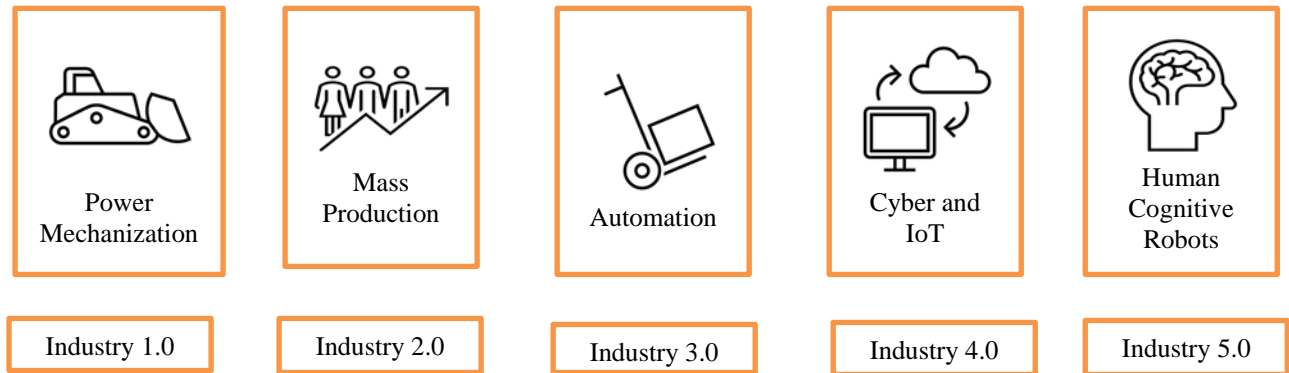 Power
Mechanization
Mass
Production
Automation
Cyber and
IoT
Human
Cognitive
Robots
Industry 1.0
Industry 2.0
Industry 3.0
Industry 4.0
Industry 5.0